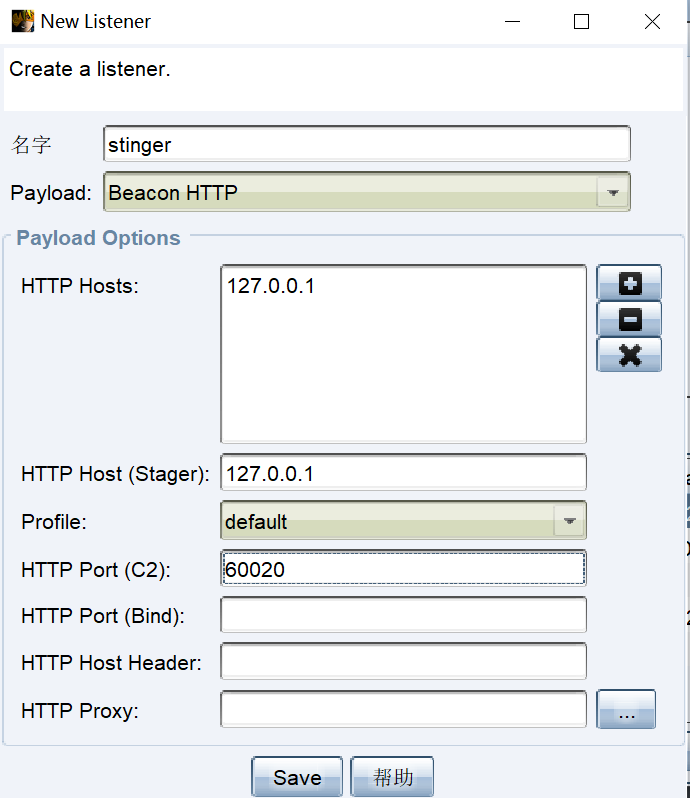 New Listener
Create a listener.
名字 stinger
Payload: Beacon HTTP
Payload Options
HTTP Hosts: 127.0.0.1
HTTP Host (Stager): 127.0.0.1
Profile: default
HTTP Port (C2): 60020
HTTP Port (Bind):
HTTP Host Header:
HTTP Proxy: ...
Save 帮助